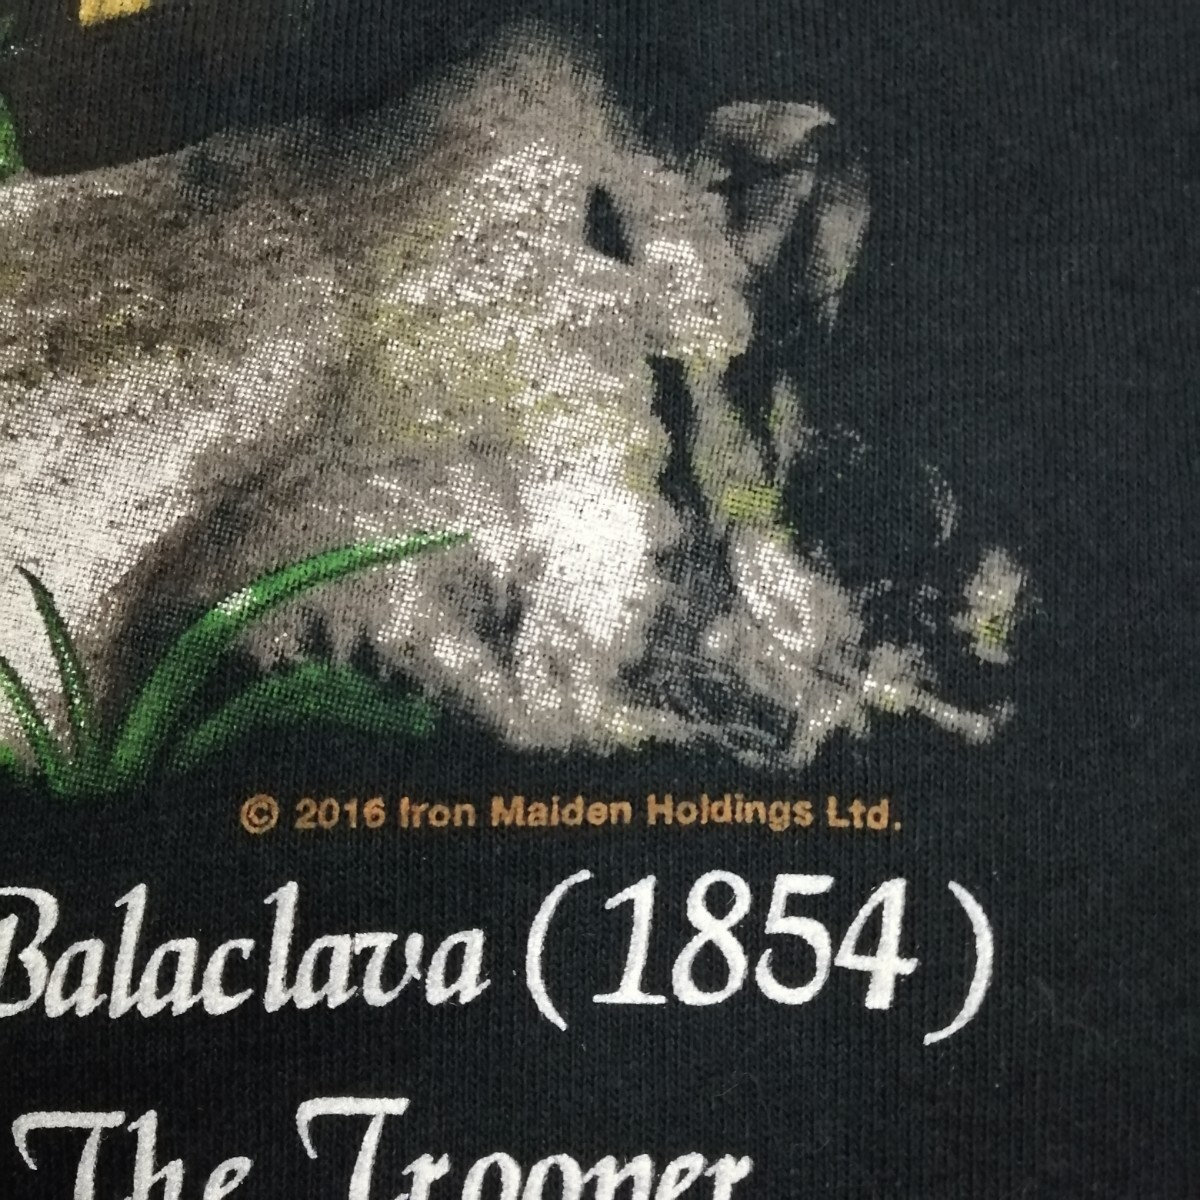 © 2016 Iron Maiden Holdings Ltd.
Balaclava (1854)
The Trooper